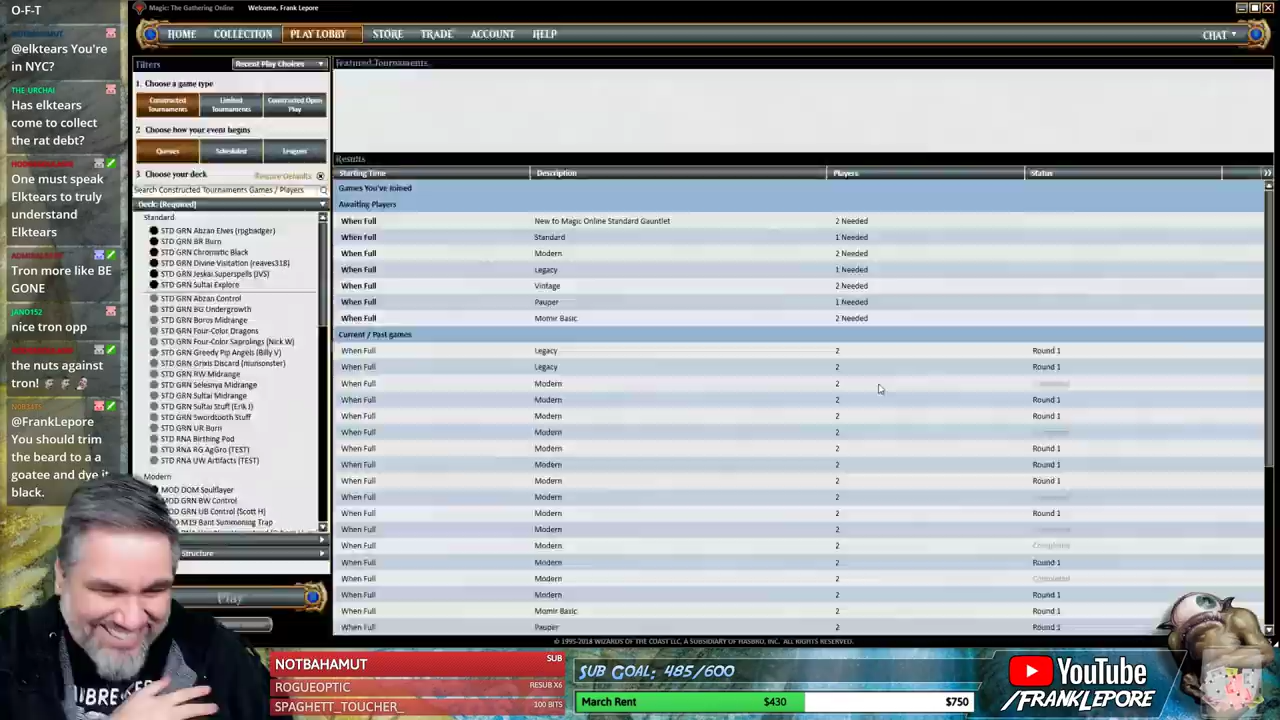 O-F-T
NOTBAHAMUT
@elktears You're
in NYC?
THE URCHAI
Has elktears
come to collect
the rat debt?
One must speak
Elktears to truly
understand
Elktears
Tron more like BE
GONE
JANO152
nice tron opp
the nuts against
tron!
@FrankLepore
You should trim
the beard to a a
goatee and dye it
black.
Magic: The Gathering Online
Welcome, Frank Lepore
HOME
COLLECTION
PLAY LOBBY
STORE
TRADE
ACCOUNT
HELP
CHAT
Filters
Recent Play Choices
1. Choose a game type
Constructed
Tournaments
Limited
Tournaments
Constructed Open
Play
2 Choose how your event begins
Queues
Scheduled
Leagues
3 Choose your deck
Require Defaults
Search Constructed Tournaments Games / Players
Deck: (Required)
Standard
STD GRN Abzan Elves (rpgbadger)
STD GRN BR Burn
STD GRN Chromatic Black
STD GRN Divine Visitation (reaves318)
STD GRN Jeskai Superspells (JVS)
STD GRN Sultai Explore
STD GRN Abzan Control
STD GRN BG Undergrowth
STD GRN Boros Midrange
STD GRN Four-Color Dragons
STD GRN Four-Color Saprolings (Nick W)
STD GRN Greedy Pip Angels (Billy V)
STD GRN Grixis Discard (munsonster)
STD GRN RW Midrange
STD GRN Selesnya Midrange
STD GRN Sultai Midrange
STD GRN Sultai Stuff (Erik J)
STD GRN Swordtooth Stuff
STD GRN UR Burn
STD RNA Birthing Pod
STD RNA RG AgGro (TEST)
STD RNA UW Artifacts (TEST)
Modern
MOD DOM Soulflayer
MOD GRN BW Control
MOD GRN UB Control (Scott H)
M19 Bant Summoning Trap
Structure
Play
Featured Tournaments
Results
Starting Time Description Players Status
Games You've Joined
Awaiting Players
When Full New to Magic Online Standard Gauntlet 2 Needed
When Full Standard 1 Needed
When Full Modern 2 Needed
When Full Legacy 1 Needed
When Full Vintage 2 Needed
When Full Pauper 1 Needed
When Full Momir Basic 2 Needed
Current / Past games
When Full Legacy 2 Round 1
When Full Legacy 2 Round 1
When Full Modern 2 Completed
When Full Modern 2 Round 1
When Full Modern 2 Round 1
When Full Modern 2
When Full Modern 2 Round 1
When Full Modern 2 Round 1
When Full Modern 2 Round 1
When Full Modern 2
When Full Modern 2 Round 1
When Full Modern 2
When Full Modern 2 Completed
When Full Modern 2 Round 1
When Full Modern 2 Completed
When Full Modern 2 Round 1
When Full Momir Basic 2 Round 1
When Full Pauper 2 Round 1
© 1995-2018 WIZARDS OF THE COAST LLC, A SUBSIDIARY OF HASBRO, INC. ALL RIGHTS RESERVED.
NOTBAHAMUT SUB
ROGUEOPTIC RESUB X6
SPAGHETT_TOUCHER_ 100 BITS
SUB GOAL: 485/600
March Rent $430 $750
YouTube
/FRANKLEPORE